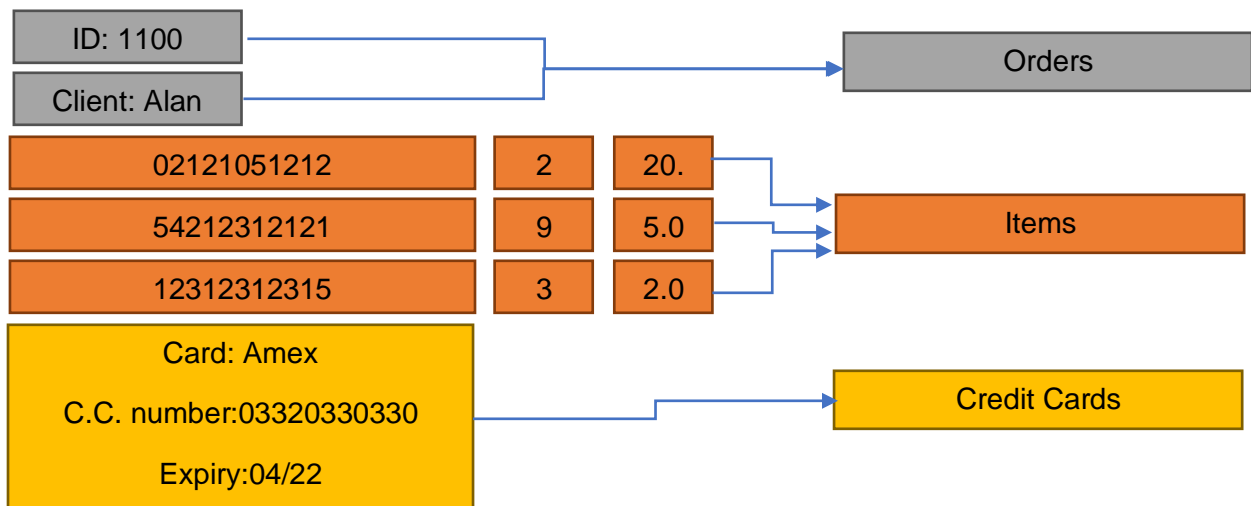 ID: 1100
Orders
Client: Alan
02121051212 2 20.
54212312121 9 5.0
Items
12312312315 3 2.0
Card: Amex
C.C. number:03320330330
Credit Cards
Expiry:04/22